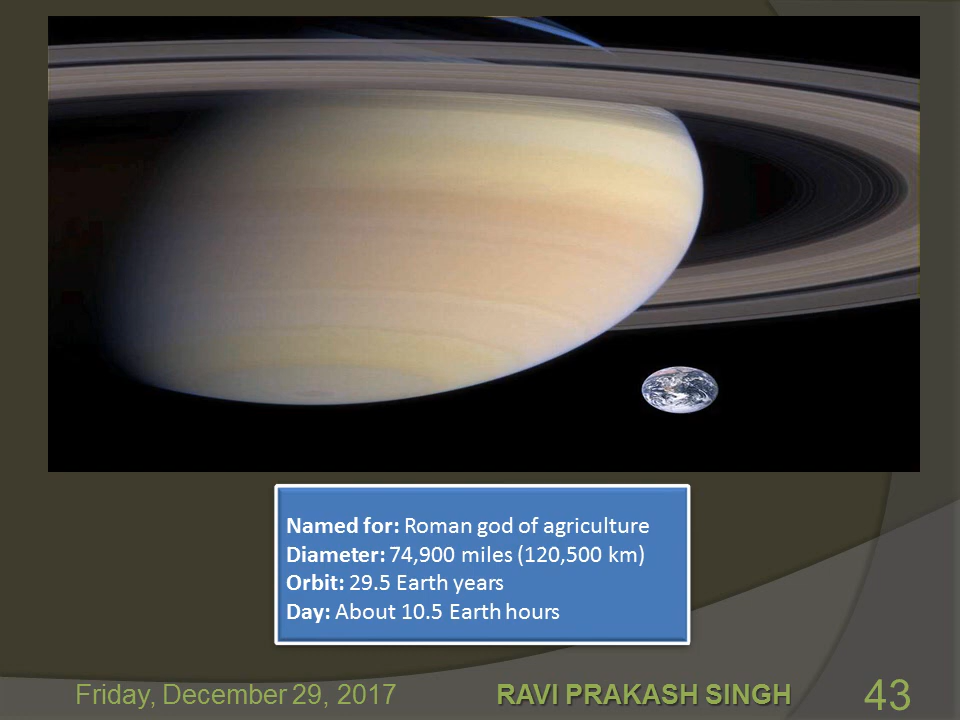 Named for: Roman god of agriculture
Diameter: 74,900 miles (120,500 km)
Orbit: 29.5 Earth years
Day: About 10.5 Earth hours
Friday, December 29, 2017
RAVI PRAKASH SINGH
43